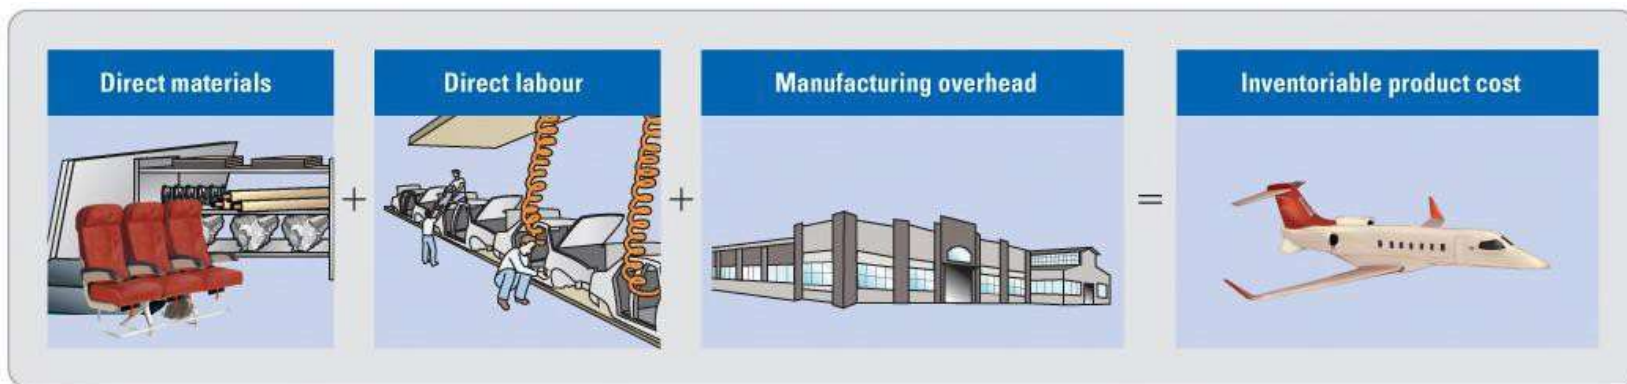 Direct materials
+
Direct labour
+
Manufacturing overhead
=
Inventoriable product cost